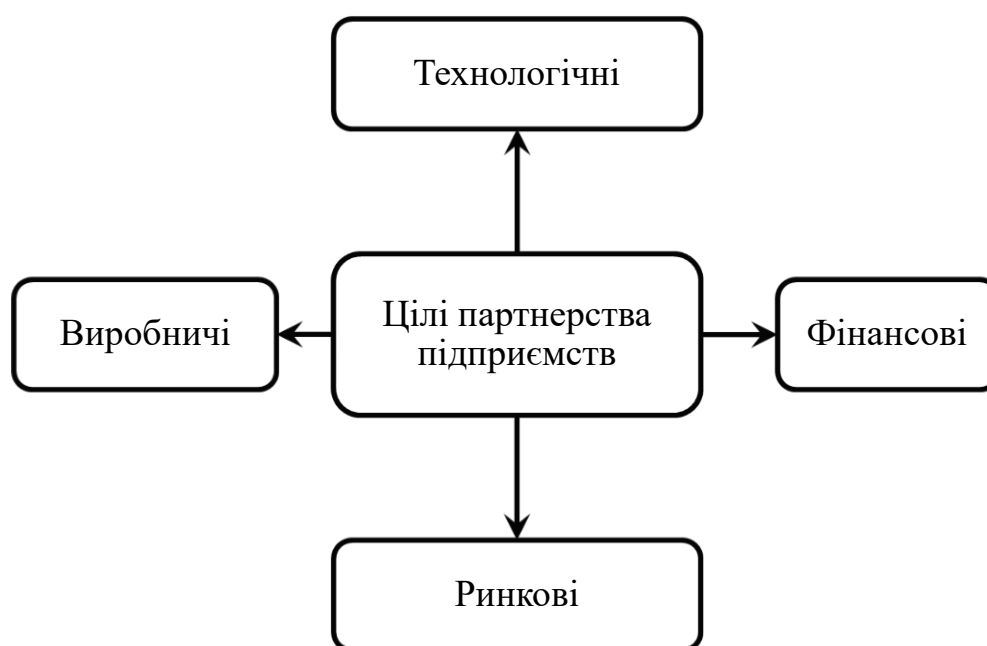 Технологічні
Виробничі
Цілі партнерства
підприємств
Фінансові
Ринкові